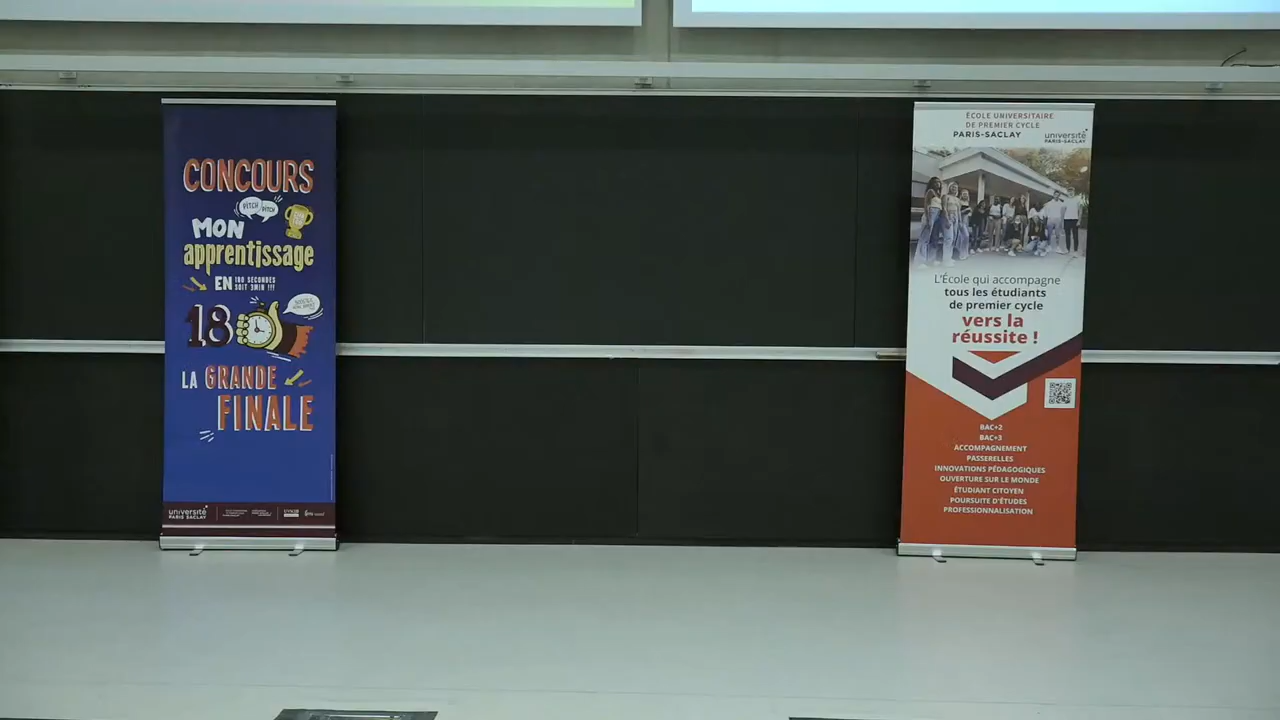 CONCOURS
PITCH
PITCH
MON
apprentissage
EN 180 SECONDES
SOIT 3MIN !!!
180
LA GRANDE
FINALE
université
PARIS SACLAY
ÉCOLE UNIVERSITAIRE
DE PREMIER CYCLE
PARIS-SACLAY
université
PARIS-SACLAY
L'École qui accompagne
tous les étudiants
de premier cycle
vers la
réussite !
BAC+2
BAC+3
ACCOMPAGNEMENT
PASSERELLES
INNOVATIONS PÉDAGOGIQUES
OUVERTURE SUR LE MONDE
ÉTUDIANT CITOYEN
POURSUITE D'ÉTUDES
PROFESSIONNALISATION